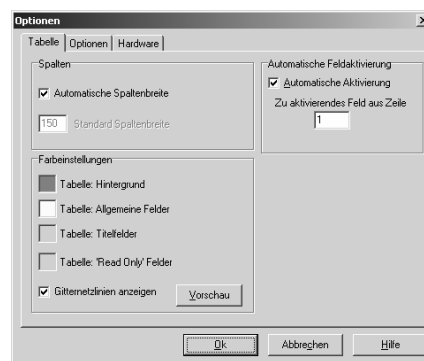 Optionen
Tabelle Optionen Hardware
Spalten
Automatische Spaltenbreite
150 Standard Spaltenbreite
Automatische Feldaktivierung
Automatische Aktivierung
Zu aktivierendes Feld aus Zeile
1
Farbeinstellungen
Tabelle: Hintergrund
Tabelle: Allgemeine Felder
Tabelle: Titelfelder
Tabelle: 'Read Only' Felder
Gitternetzlinien anzeigen
Vorschau
Ok Abbrechen Hilfe